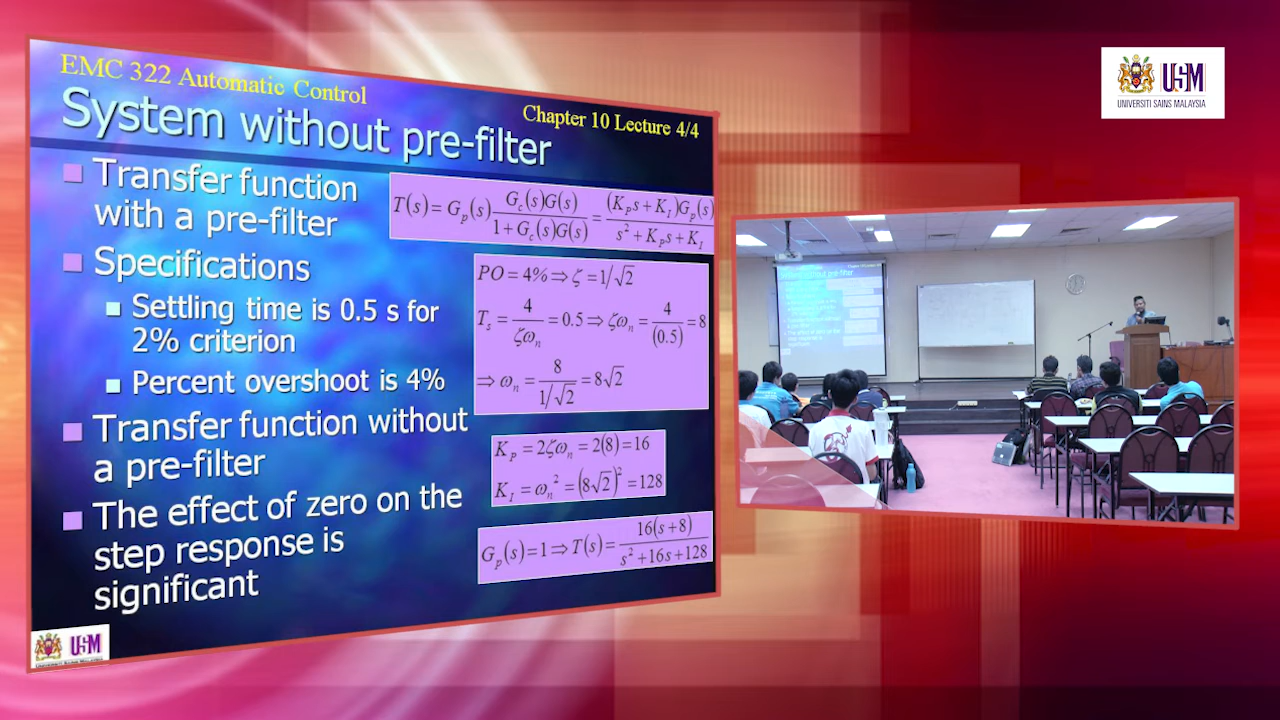 EMC 322 Automatic Control
Chapter 10 Lecture 4/4
System without pre-filter
Transfer function
with a pre-filter
T(s) = G_p(s) G_c(s)G(s) / 1 + G_c(s)G(s) = (K_P s + K_I)G_p(s) / s² + K_P s + K_I
Specifications
Settling time is 0.5 s for
2% criterion
Percent overshoot is 4%
PO = 4% ⇒ ζ = 1/√2
T_s = 4 / ζω_n = 0.5 ⇒ ζω_n = 4 / (0.5) = 8
⇒ ω_n = 8 / 1/√2 = 8√2
Transfer function without
a pre-filter
K_P = 2ζω_n = 2(8) = 16
K_I = ω_n² = (8√2)² = 128
The effect of zero on the
step response is
significant
G_p(s) = 1 ⇒ T(s) = 16(s + 8) / s² + 16s + 128
USM
USM
UNIVERSITI SAINS MALAYSIA